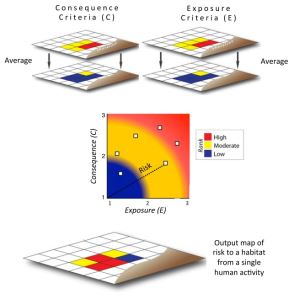 Consequence
Criteria (C)
Exposure
Criteria (E)
Average
Average
3
2
1
Consequence (C)
Risk
1
2
3
Exposure (E)
Rank
High
Moderate
Low
Output map of
risk to a habitat
from a single
human activity